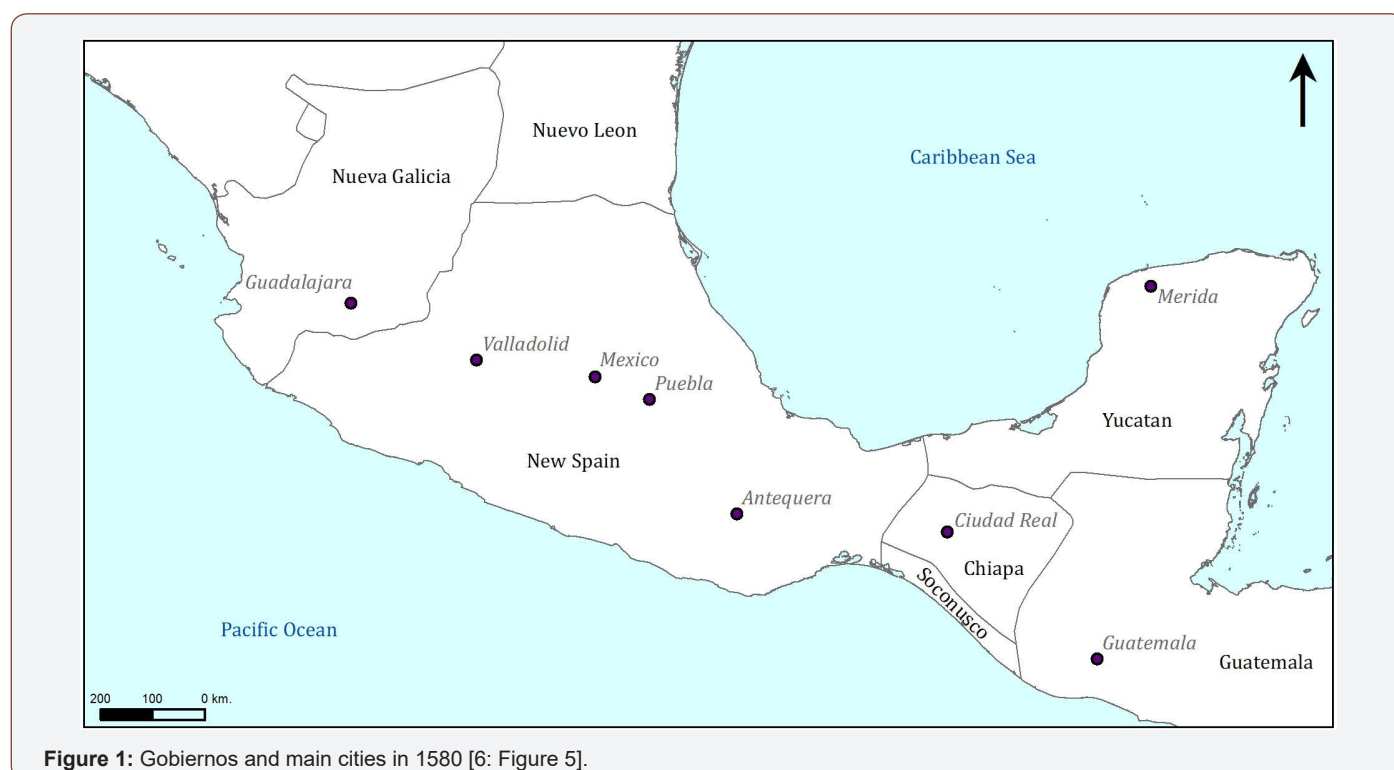 Nuevo Leon
Caribbean Sea
Nueva Galicia
Guadalajara
Merida
Valladolid
Mexico
Puebla
Yucatan
New Spain
Antequera
Ciudad Real
Chiapa
Soconusco
Pacific Ocean
Guatemala
Guatemala
200 100 0 km.
Figure 1: Gobiernos and main cities in 1580 [6: Figure 5].